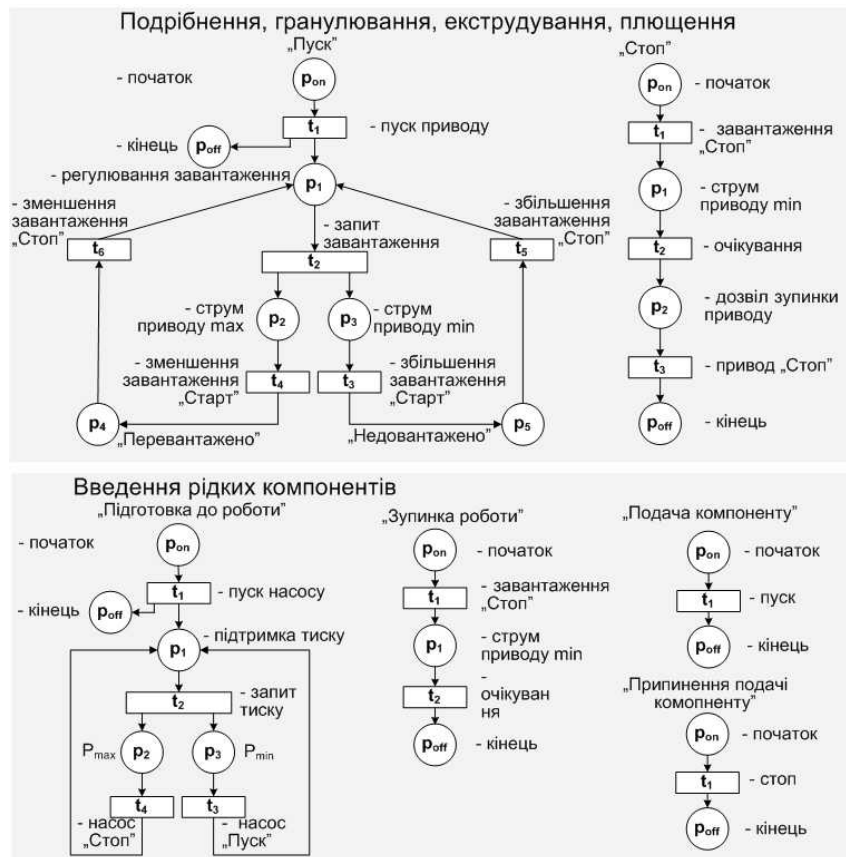 Подрібнення, гранулювання, екструдування, плющення
„Пуск”
pon
- початок
t1
- пуск приводу
- кінець
poff
- регулювання завантаження
p1
- зменшення
завантаження
„Стоп”
t6
- запит
завантаження
t2
- збільшення
завантаження
„Стоп”
t5
- струм
приводу max
p2
p3
- струм
приводу min
- зменшення
завантаження
„Старт”
t4
t3
- збільшення
завантаження
„Старт”
p4
„Перевантажено”
„Недовантажено”
p5
„Стоп”
pon
- початок
t1
- завантаження
„Стоп”
p1
- струм
приводу min
t2
- очікування
p2
- дозвіл зупинки
приводу
t3
- привод „Стоп”
poff
- кінець
Введення рідких компонентів
„Підготовка до роботи”
- початок
pon
t1
- пуск насосу
- кінець
poff
- підтримка тиску
p1
t2
- запит
тиску
Pmax
p2
p3
Pmin
t4
t3
- насос
„Стоп”
- насос
„Пуск”
„Зупинка роботи”
pon
- початок
t1
- завантаження
„Стоп”
p1
- струм
приводу min
t2
-
очікуван
ня
poff
- кінець
„Подача компоненту”
pon
- початок
t1
- пуск
poff
- кінець
„Припинення подачі
комопненту”
pon
- початок
t1
- стоп
poff
- кінець